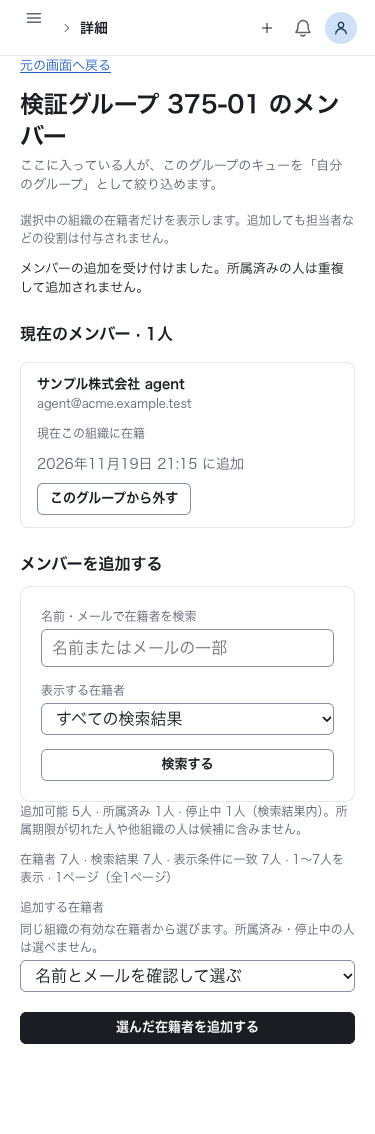 詳細
元の画面へ戻る
検証グループ 375-01 のメン
バー
ここに入っている人が、このグループのキューを「自分
のグループ」として絞り込めます。
選択中の組織の在籍者だけを表示します。追加しても担当者な
どの役割は付与されません。
メンバーの追加を受け付けました。所属済みの人は重複
して追加されません。
現在のメンバー · 1人
サンプル株式会社 agent
agent@acme.example.test
現在この組織に在籍
2026年11月19日 21:15 に追加
このグループから外す
メンバーを追加する
名前・メールで在籍者を検索
名前またはメールの一部
表示する在籍者
すべての検索結果
検索する
追加可能 5人 · 所属済み 1人 · 停止中 1人（検索結果内）。所
属期限が切れた人や他組織の人は候補に含みません。
在籍者 7人 · 検索結果 7人 · 表示条件に一致 7人 · 1〜7人を
表示 · 1ページ（全1ページ）
追加する在籍者
同じ組織の有効な在籍者から選びます。所属済み・停止中の人
は選べません。
名前とメールを確認して選ぶ
選んだ在籍者を追加する